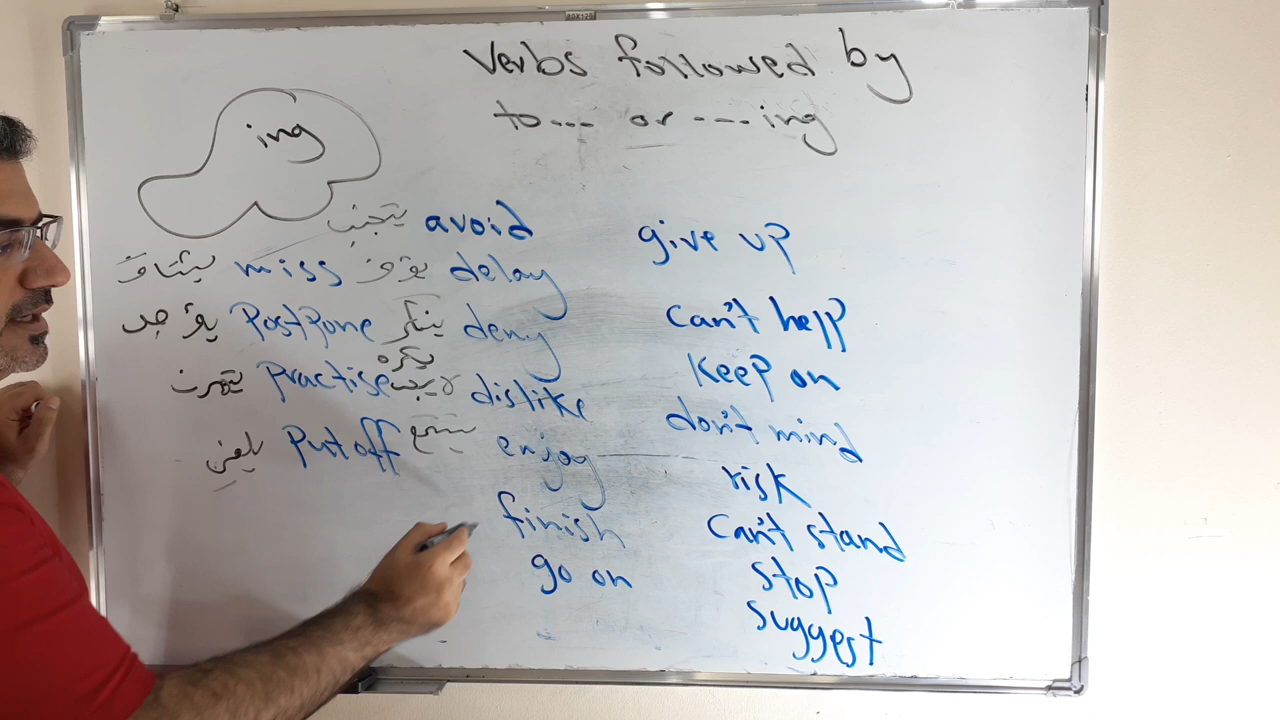 Verbs followed by
to... or ---- ing
ing
avoid يتجنب
give up
delay يؤخر miss يشتاق
deny ينكر Postpone يؤجل
can't help
يكره
dislike لا يحب practise يتمرن
Keep on
enjoy يستمتع Put off يلغي
don't mind
risk
finish
can't stand
go on
stop
suggest